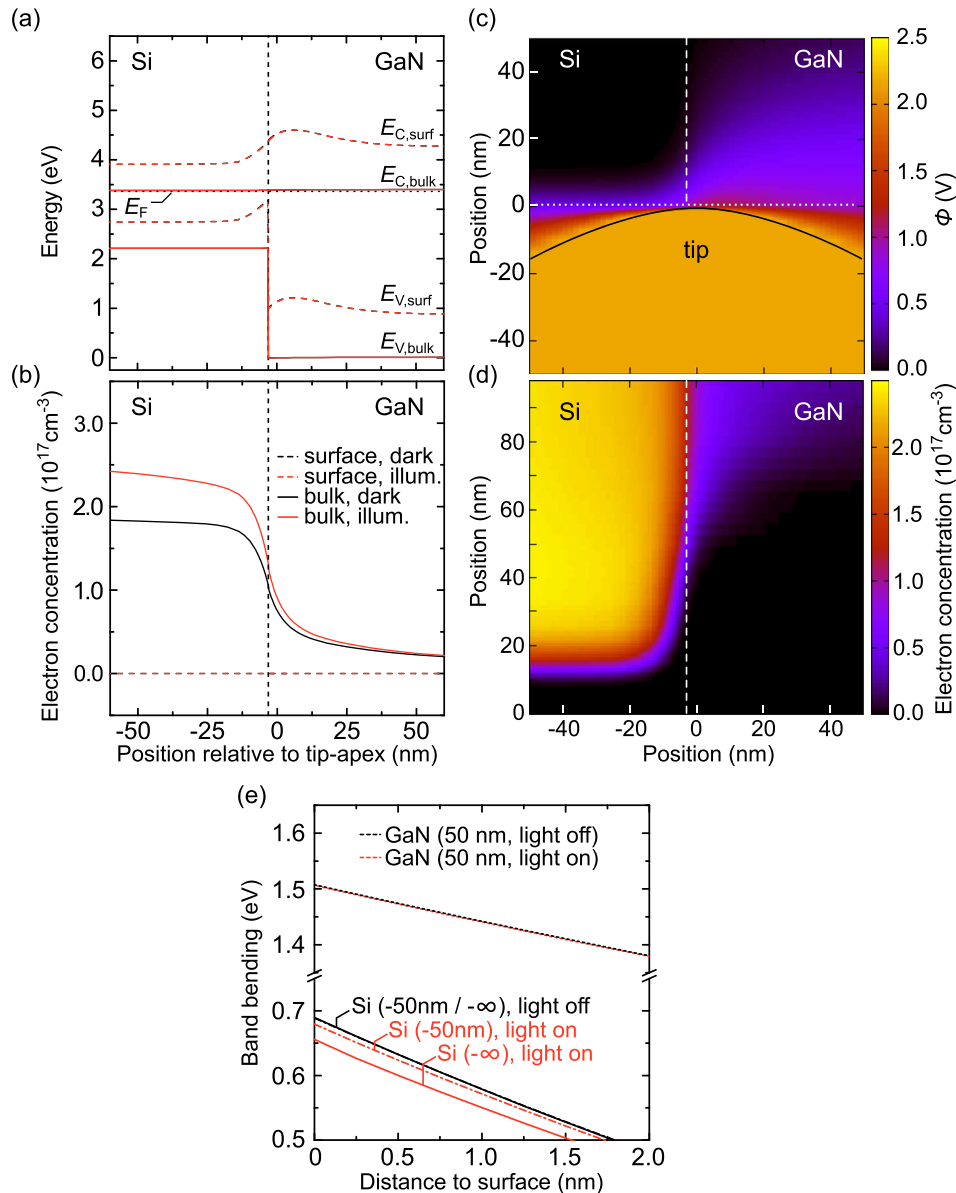 (a)
Si
GaN
E_C,surf
E_C,bulk
E_F
E_V,surf
E_V,bulk
Energy (eV)
6
5
4
3
2
1
0
-50
-25
0
25
50
(b)
Si
GaN
surface, dark
surface, illum.
bulk, dark
bulk, illum.
Electron concentration (10^17cm^-3)
3.0
2.0
1.0
0.0
-50
-25
0
25
50
Position relative to tip-apex (nm)
(c)
Si
GaN
tip
Position (nm)
40
20
0
-20
-40
2.5
2.0
1.5
1.0
0.5
0.0
Φ (V)
(d)
Si
GaN
Position (nm)
80
60
40
20
0
-40
-20
0
20
40
Position (nm)
2.0
1.5
1.0
0.5
0.0
Electron concentration (10^17cm^-3)
(e)
GaN (50 nm, light off)
GaN (50 nm, light on)
Si (-50nm / -∞), light off
Si (-50nm), light on
Si (-∞), light on
Band bending (eV)
1.6
1.5
1.4
0.7
0.6
0.5
0
0.5
1.0
1.5
2.0
Distance to surface (nm)